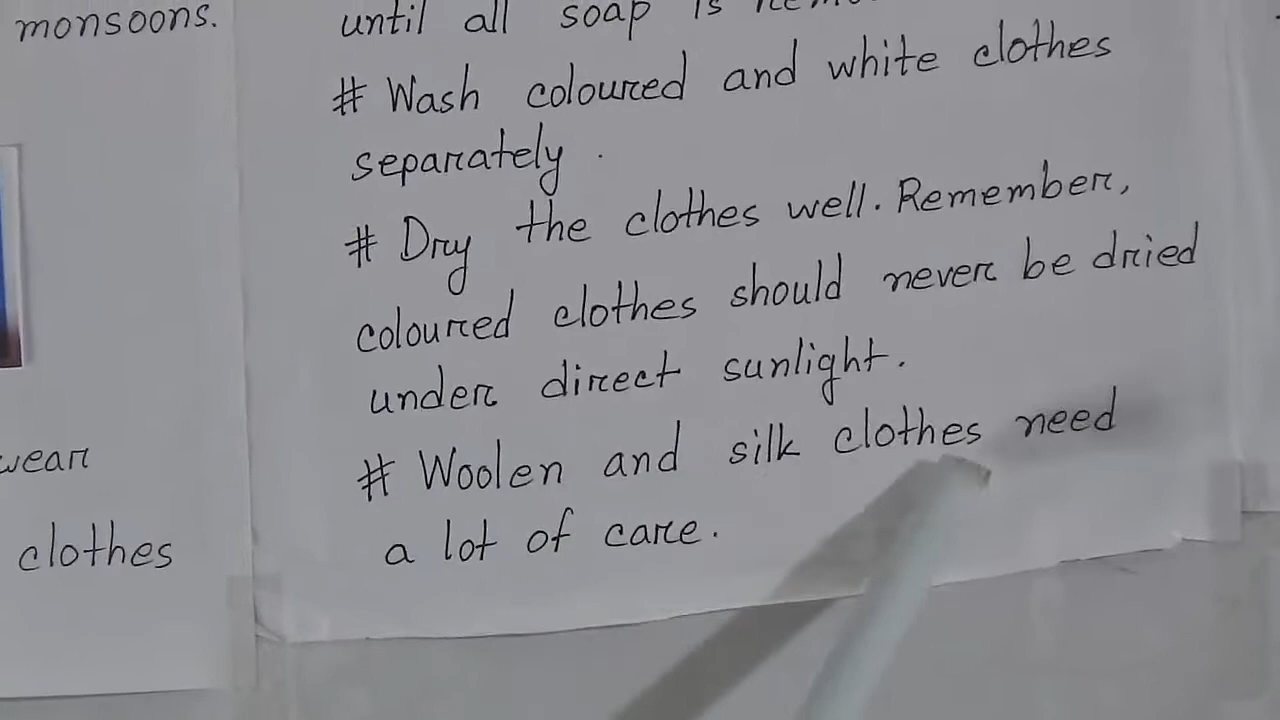 monsoons.
wear
clothes
until all soap is
# Wash coloured and white clothes
separately.
# Dry the clothes well. Remember,
coloured clothes should never be dried
under direct sunlight.
# Woolen and silk clothes need
a lot of care.